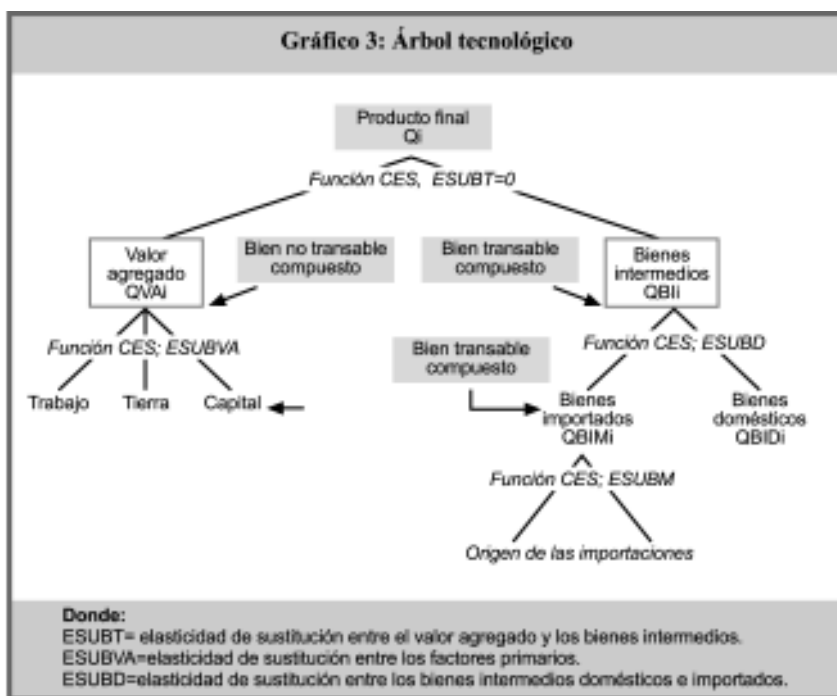 Gráfico 3: Árbol tecnológico
Producto final
Qi
Función CES, ESUBT=0
Valor
agregado
QVAi
Bien no transable
compuesto
Bien transable
compuesto
Bienes
intermedios
QBIi
Función CES; ESUBVA
Función CES; ESUBD
Bien transable
compuesto
Trabajo
Tierra
Capital
Bienes
importados
QBIMi
Bienes
domésticos
QBIDi
Función CES; ESUBM
Origen de las importaciones
Donde:
ESUBT= elasticidad de sustitución entre el valor agregado y los bienes intermedios.
ESUBVA=elasticidad de sustitución entre los factores primarios.
ESUBD=elasticidad de sustitución entre los bienes intermedios domésticos e importados.